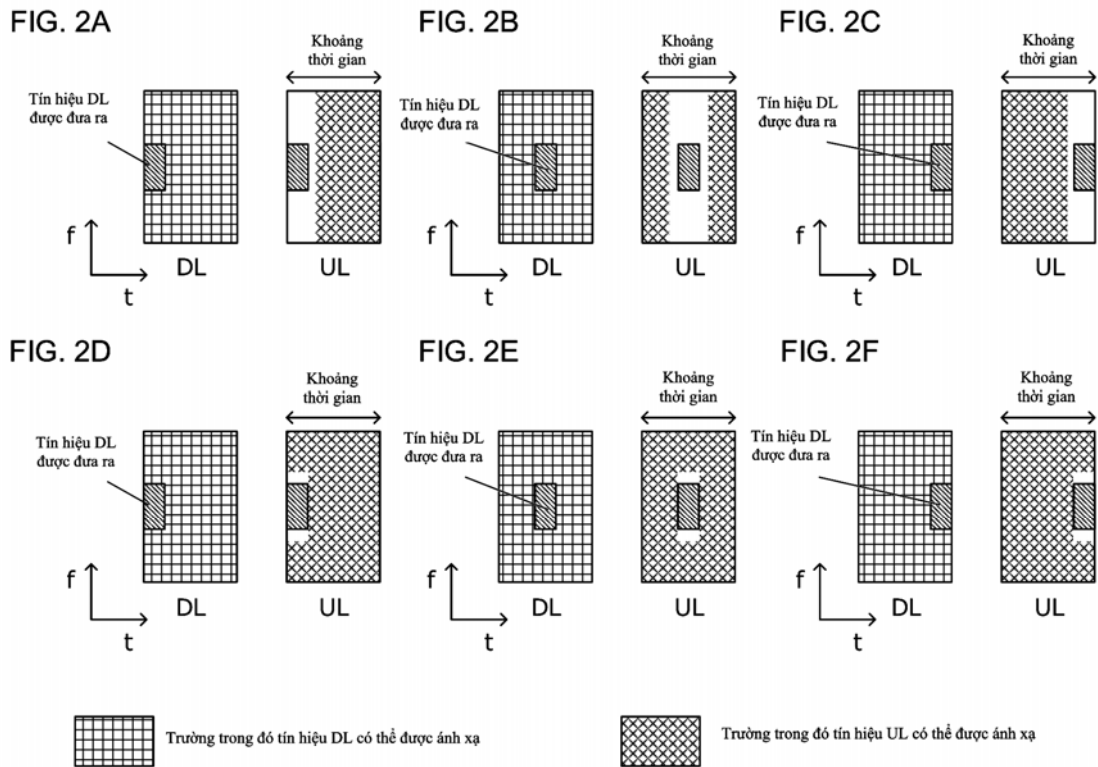 FIG. 2A
Khoảng
thời gian
Tín hiệu DL
được đưa ra
f
t
DL
UL
FIG. 2B
Khoảng
thời gian
Tín hiệu DL
được đưa ra
DL
UL
FIG. 2C
Khoảng
thời gian
Tín hiệu DL
được đưa ra
f
t
DL
UL
FIG. 2D
Khoảng
thời gian
Tín hiệu DL
được đưa ra
f
t
DL
UL
FIG. 2E
Khoảng
thời gian
Tín hiệu DL
được đưa ra
f
t
DL
UL
FIG. 2F
Khoảng
thời gian
Tín hiệu DL
được đưa ra
f
t
DL
UL
Trường trong đó tín hiệu DL có thể được ánh xạ
Trường trong đó tín hiệu UL có thể được ánh xạ